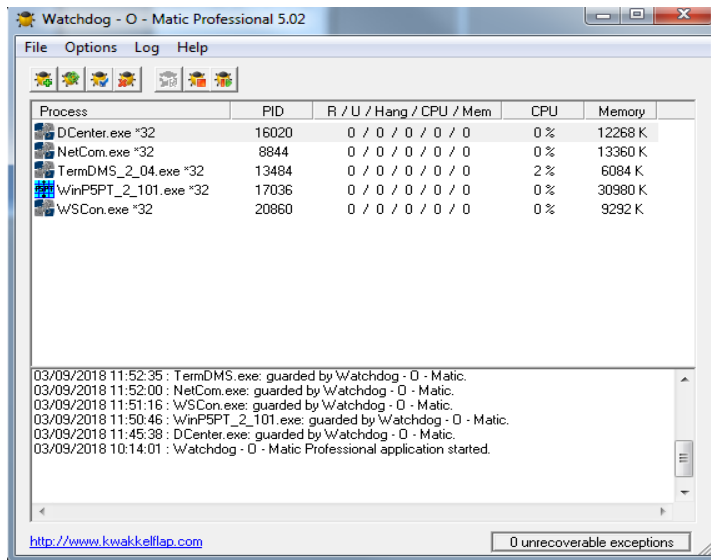 Watchdog - O - Matic Professional 5.02
File Options Log Help
Process PID R / U / Hang / CPU / Mem CPU Memory
DCenter.exe *32 16020 0 / 0 / 0 / 0 / 0 0 % 12268 K
NetCom.exe *32 8844 0 / 0 / 0 / 0 / 0 0 % 13360 K
TermDMS_2_04.exe *32 13484 0 / 0 / 0 / 0 / 0 2 % 6084 K
WinP5PT_2_101.exe *32 17036 0 / 0 / 0 / 0 / 0 0 % 30980 K
WSCon.exe *32 20860 0 / 0 / 0 / 0 / 0 0 % 9292 K
03/09/2018 11:52:35 : TermDMS.exe: guarded by Watchdog - O - Matic.
03/09/2018 11:52:00 : NetCom.exe: guarded by Watchdog - O - Matic.
03/09/2018 11:51:16 : WSCon.exe: guarded by Watchdog - O - Matic.
03/09/2018 11:50:46 : WinP5PT_2_101.exe: guarded by Watchdog - O - Matic.
03/09/2018 11:45:38 : DCenter.exe: guarded by Watchdog - O - Matic.
03/09/2018 10:14:01 : Watchdog - O - Matic Professional application started.
http://www.kwakkelflap.com 0 unrecoverable exceptions